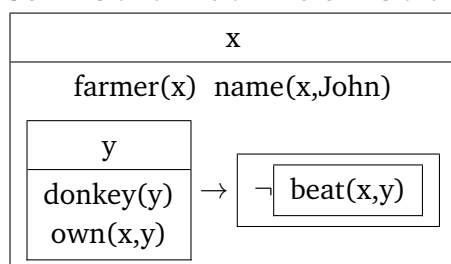 x
farmer(x) name(x,John)
y
donkey(y)
own(x,y)
→ ¬ beat(x,y)